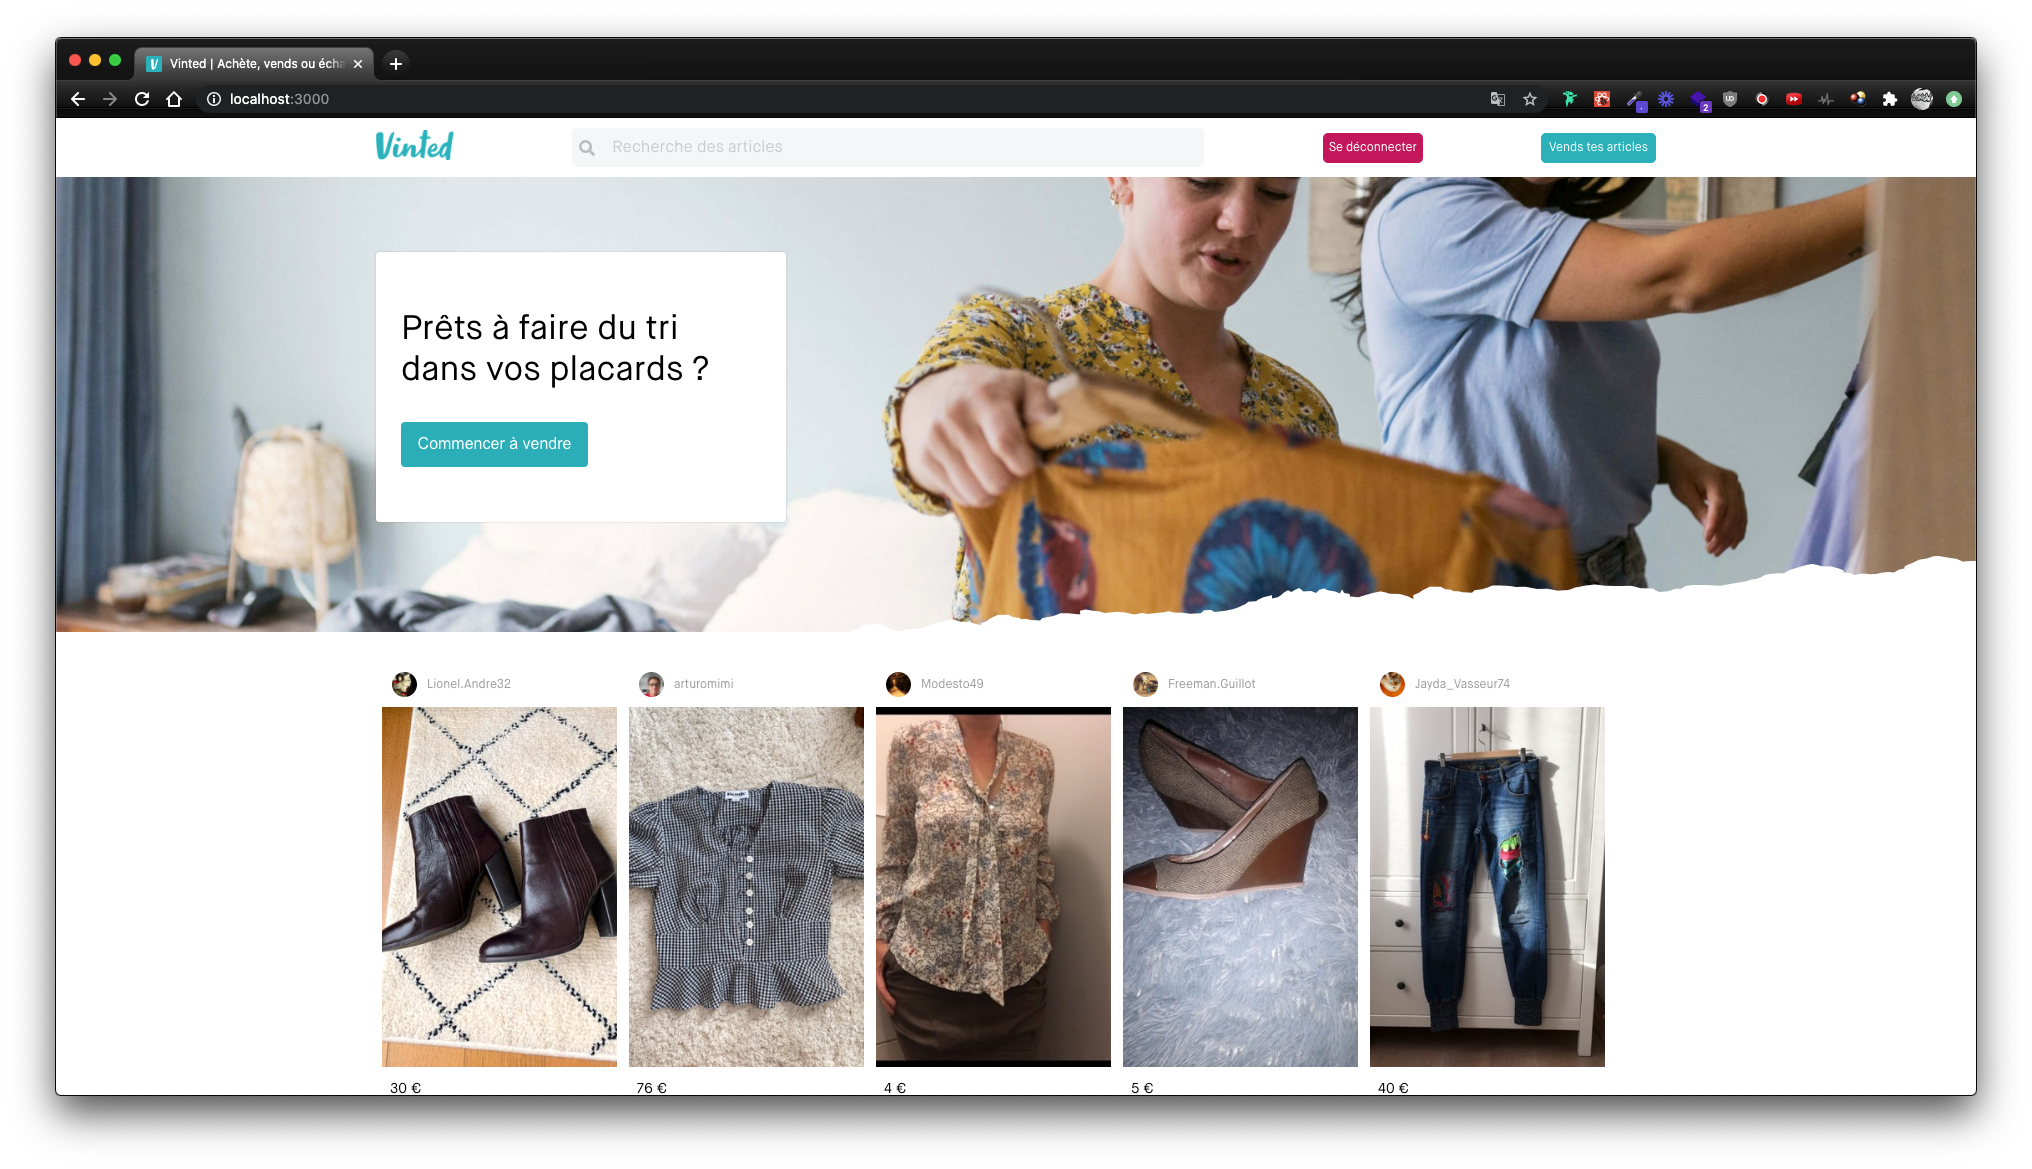 Vinted | Achète, vends ou écha
localhost:3000
2
Vinted
Recherche des articles
Se déconnecter
Vends tes articles
Prêts à faire du tri
dans vos placards ?
Commencer à vendre
Lionel.Andre32
arturomimi
Modesto49
Freeman.Guillot
Jayda_Vasseur74
30 €
76 €
4 €
5 €
40 €